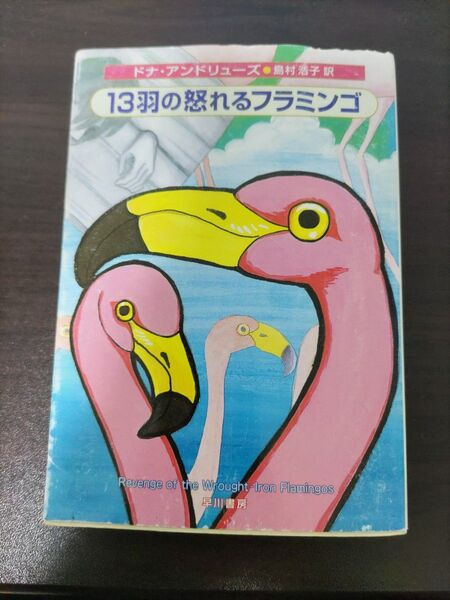 ドナ・アンドリューズ●島村浩子 訳
13羽の怒れるフラミンゴ
Revenge of the Wrought-Iron Flamingos
早川書房